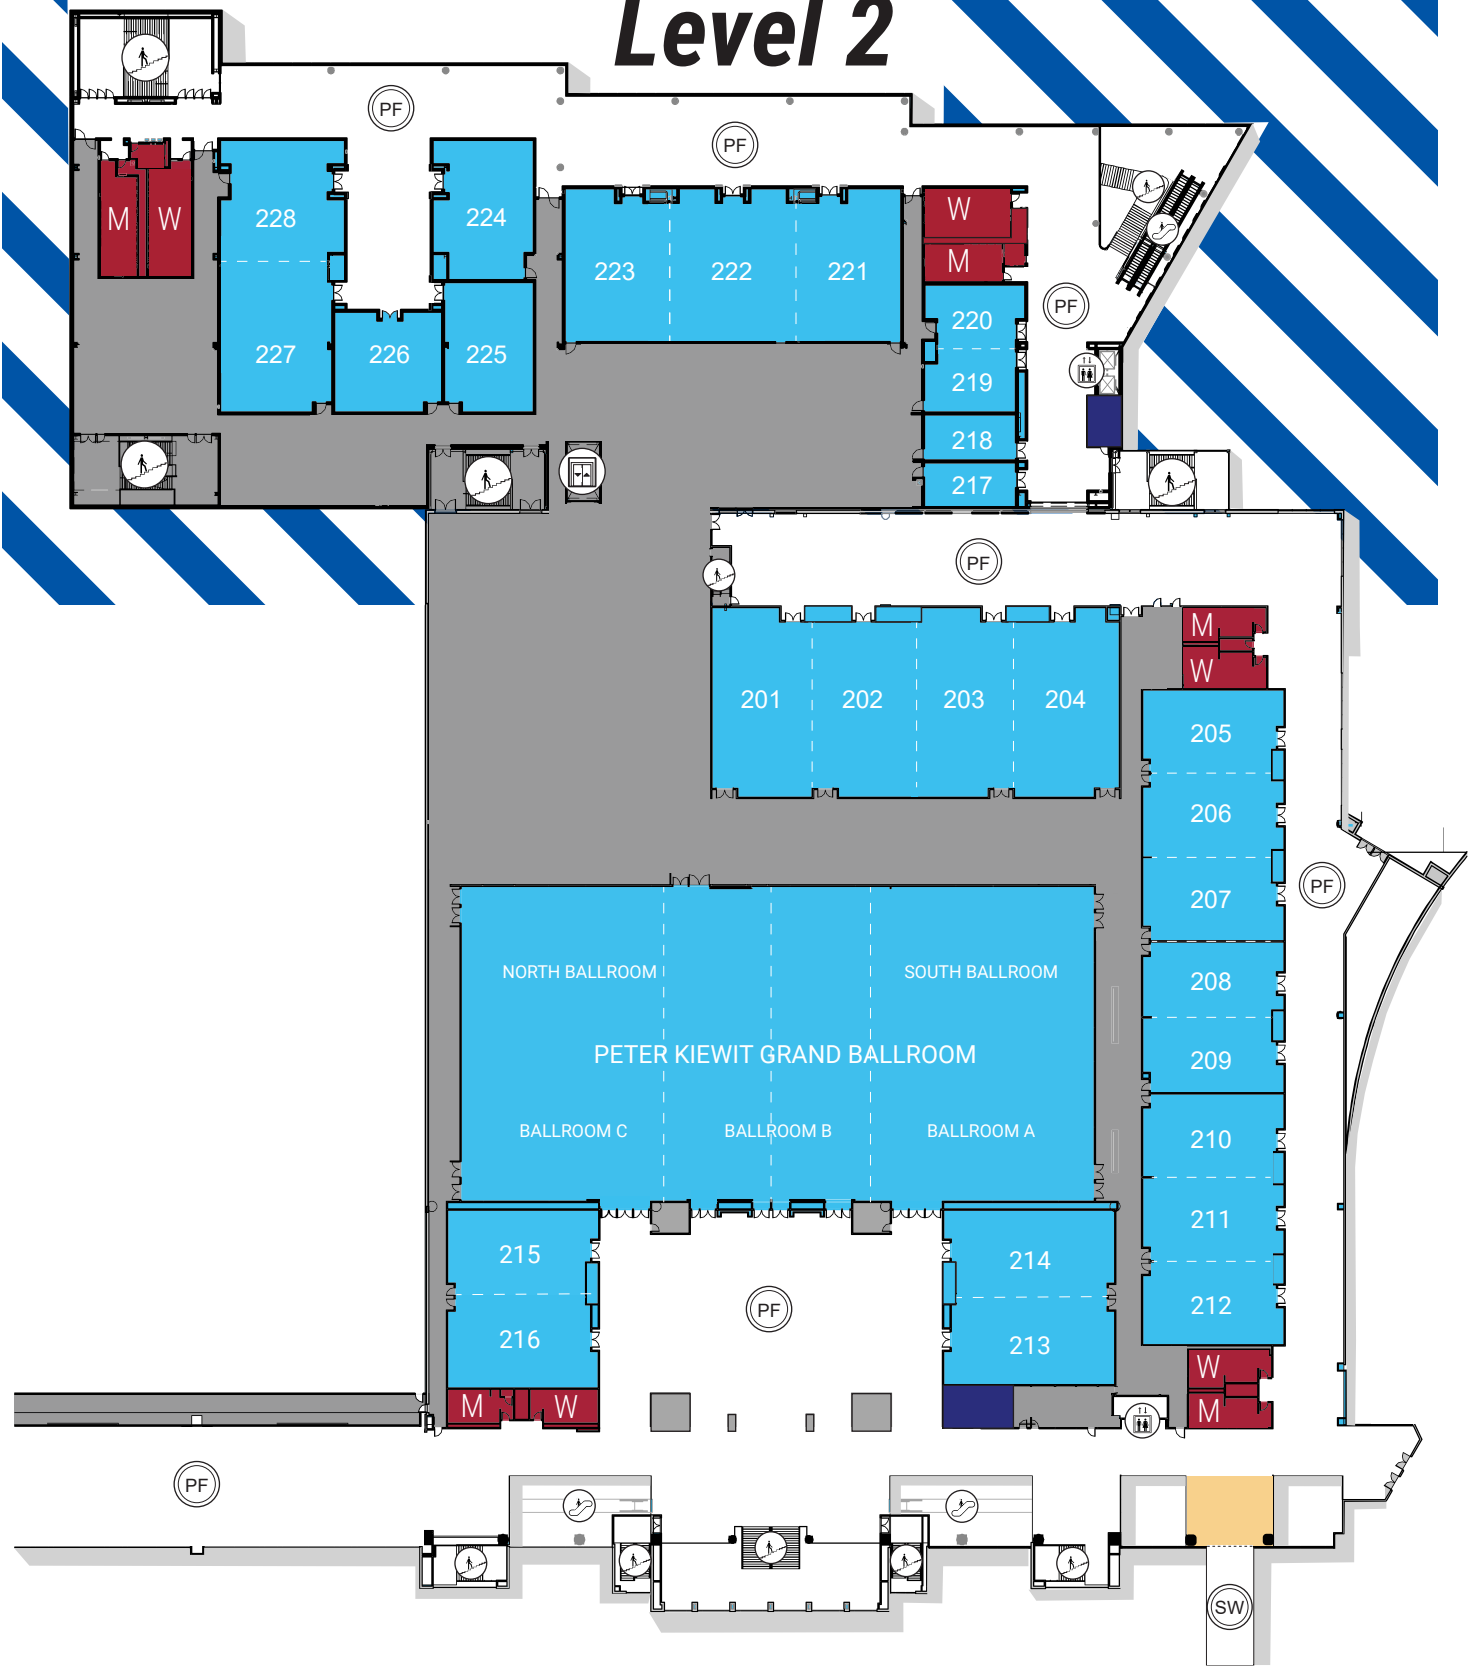 Level 2
PF
PF
M W
228
224
W
M
223 222 221
PF
220
227 226 225
219
218
217
PF
M
W
201 202 203 204
205
206
207
PF
NORTH BALLROOM SOUTH BALLROOM
208
PETER KIEWIT GRAND BALLROOM
209
BALLROOM C BALLROOM B BALLROOM A
210
211
215 214
PF
212
216 213
W
M W
M
PF
SW